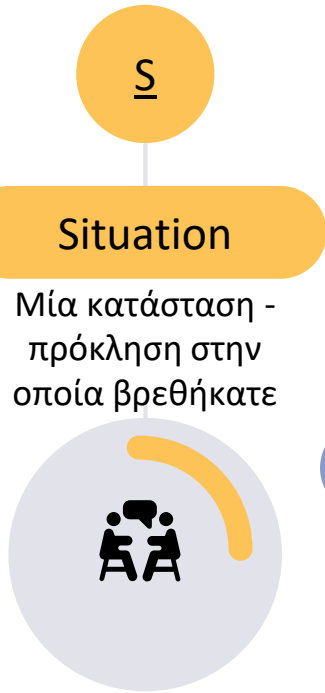 S
Situation
Μία κατάσταση -
πρόκληση στην
οποία βρεθήκατε